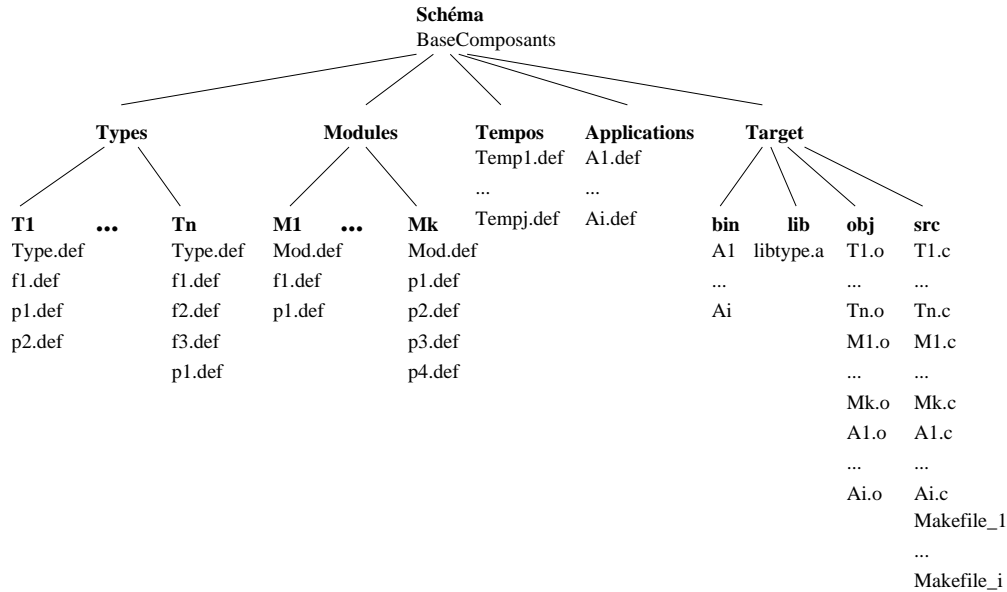 Schéma
BaseComposants
Types Modules Tempos Applications Target
Temp1.def A1.def
... ...
Tempj.def Ai.def
T1 ... Tn M1 ... Mk bin lib obj src
Type.def Type.def Mod.def Mod.def A1 libtype.a T1.o T1.c
f1.def f1.def f1.def p1.def ... ... ...
p1.def f2.def p1.def p2.def Ai Tn.o Tn.c
p2.def f3.def p3.def M1.o M1.c
p1.def p4.def ... ...
Mk.o Mk.c
A1.o A1.c
... ...
Ai.o Ai.c
Makefile_1
...
Makefile_i